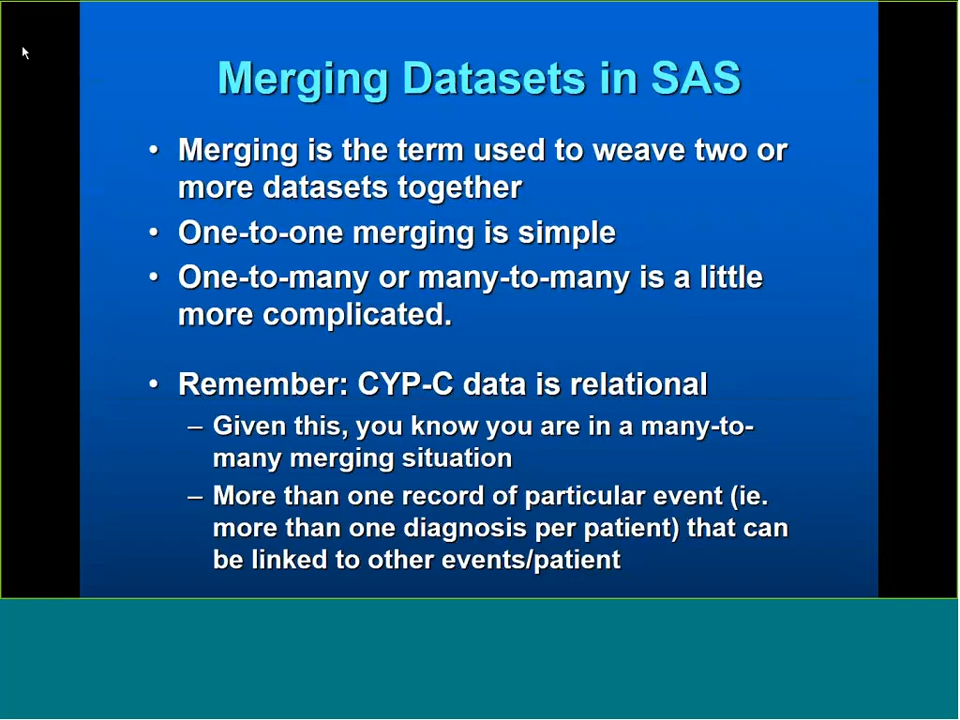 Merging Datasets in SAS
• Merging is the term used to weave two or
more datasets together
• One-to-one merging is simple
• One-to-many or many-to-many is a little
more complicated.
• Remember: CYP-C data is relational
– Given this, you know you are in a many-to-
many merging situation
– More than one record of particular event (ie.
more than one diagnosis per patient) that can
be linked to other events/patient